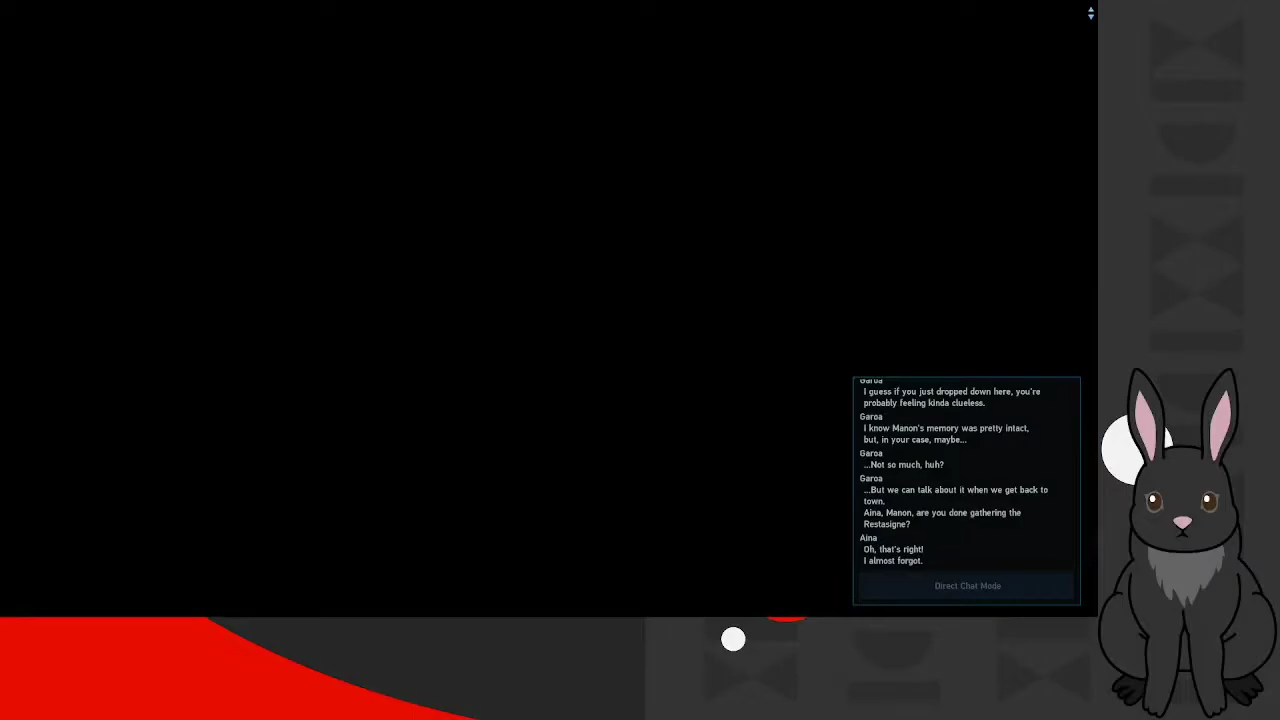 Garoa
I guess if you just dropped down here, you're
probably feeling kinda clueless.
Garoa
I know Manon's memory was pretty intact,
but, in your case, maybe...
Garoa
...Not so much, huh?
Garoa
...But we can talk about it when we get back to
town.
Aina, Manon, are you done gathering the
Restasigne?
Aina
Oh, that's right!
I almost forgot.
Direct Chat Mode